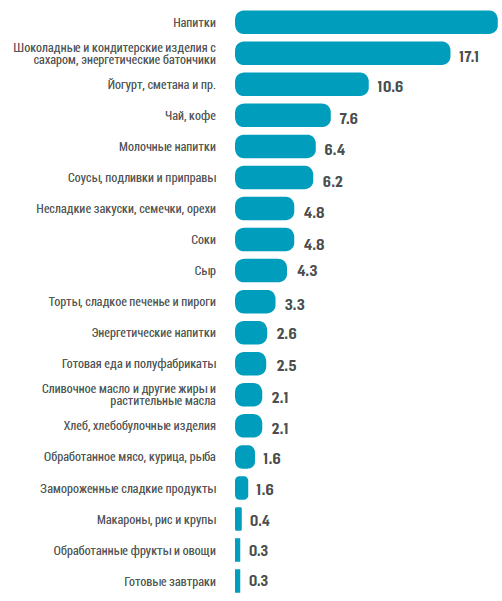 Напитки
Шоколадные и кондитерские изделия с
сахаром, энергетические батончики
17.1
Йогурт, сметана и пр.
10.6
Чай, кофе
7.6
Молочные напитки
6.4
Соусы, подливки и приправы
6.2
Несладкие закуски, семечки, орехи
4.8
Соки
4.8
Сыр
4.3
Торты, сладкое печенье и пироги
3.3
Энергетические напитки
2.6
Готовая еда и полуфабрикаты
2.5
Сливочное масло и другие жиры и
растительные масла
2.1
Хлеб, хлебобулочные изделия
2.1
Обработанное мясо, курица, рыба
1.6
Замороженные сладкие продукты
1.6
Макароны, рис и крупы
0.4
Обработанные фрукты и овощи
0.3
Готовые завтраки
0.3